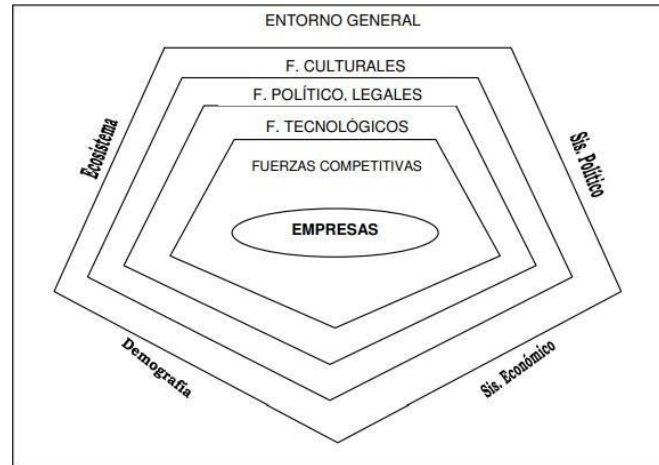 ENTORNO GENERAL
F. CULTURALES
F. POLÍTICO, LEGALES
F. TECNOLÓGICOS
FUERZAS COMPETITIVAS
EMPRESAS
Ecosistema
Sis. Político
Demografía
Sis. Económico